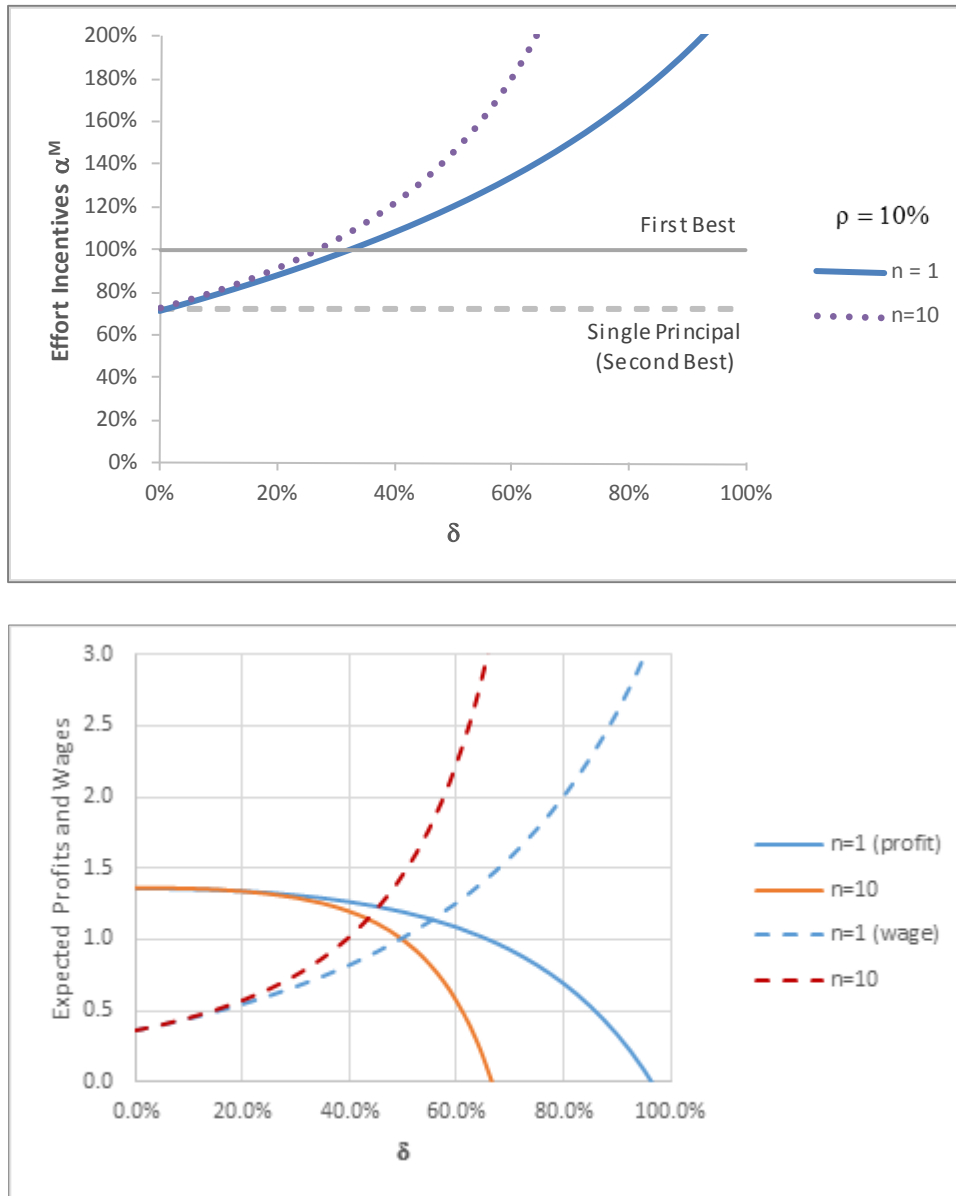 200%
180%
160%
140%
120%
100%
80%
60%
40%
20%
0%
Effort Incentives αᴹ
First Best
Single Principal
(Second Best)
ρ = 10%
n = 1
n=10
0%
20%
40%
60%
80%
100%
δ
3.0
2.5
2.0
1.5
1.0
0.5
0.0
Expected Profits and Wages
n=1 (profit)
n=10
n=1 (wage)
n=10
0.0%
20.0%
40.0%
60.0%
80.0%
100.0%
δ